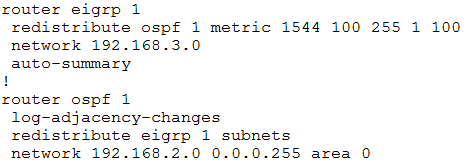 router eigrp 1
 redistribute ospf 1 metric 1544 100 255 1 100
 network 192.168.3.0
 auto-summary
!
router ospf 1
 log-adjacency-changes
 redistribute eigrp 1 subnets
 network 192.168.2.0 0.0.0.255 area 0